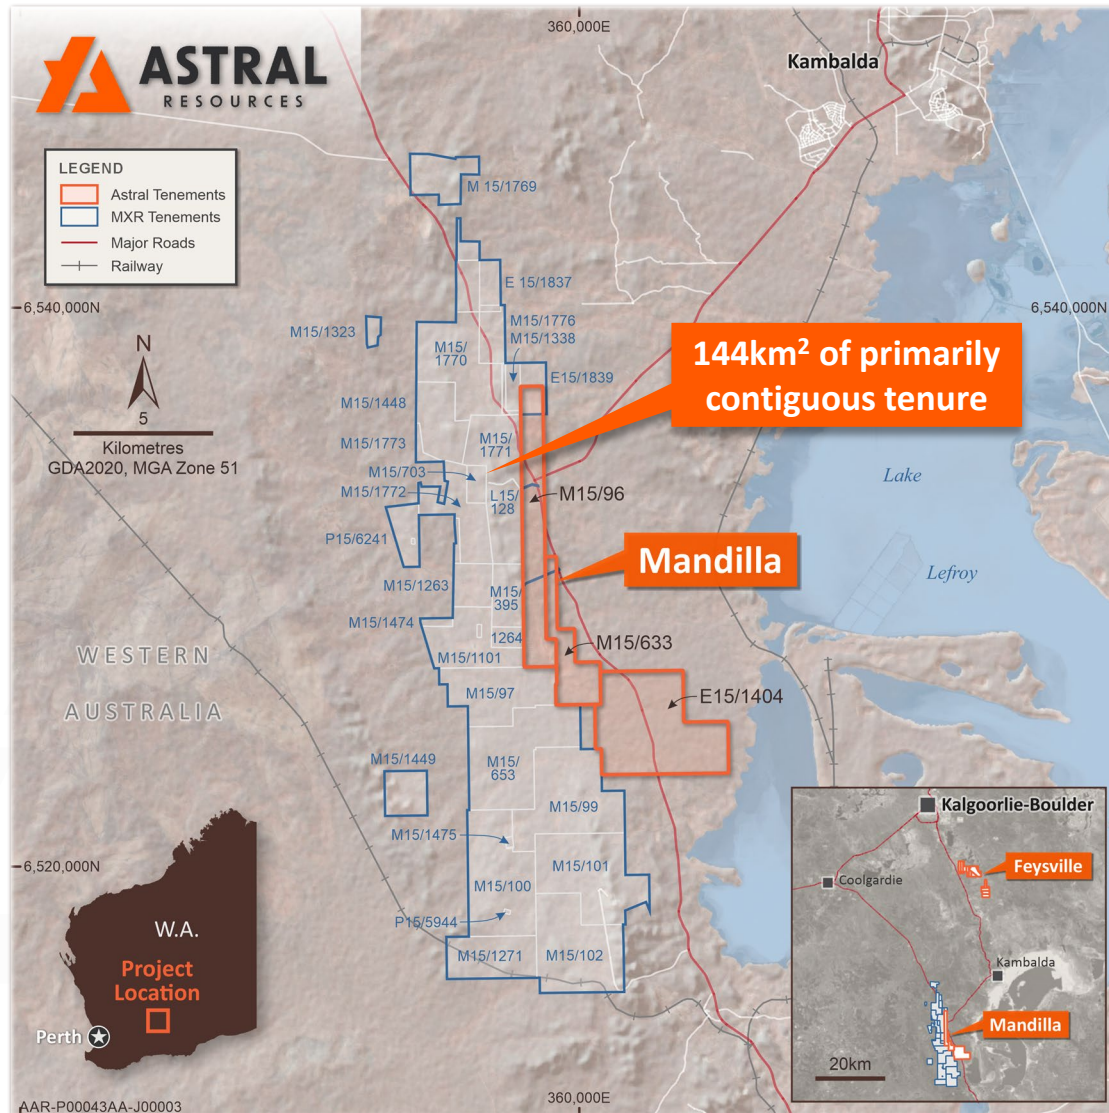 360,000E
ASTRAL
RESOURCES
Kambalda
LEGEND
Astral Tenements
MXR Tenements
Major Roads
Railway
M 15/1769
E 15/1837
6,540,000N
6,540,000N
M15/1323
M15/1776
M15/1338
M15/
1770
E15/1839
144km² of primarily
contiguous tenure
N
5
Kilometres
GDA2020, MGA Zone 51
M15/1448
M15/1773
M15/
1771
M15/703
M15/1772
L15/
128
M15/96
Lake
Lefroy
P15/6241
Mandilla
M15/1263
M15/
395
M15/1474
1264
M15/633
M15/1101
WESTERN
AUSTRALIA
M15/97
E15/1404
M15/1449
M15/
653
M15/99
M15/1475
M15/101
M15/100
P15/5944
M15/1271
M15/102
6,520,000N
W.A.
Project
Location
Perth
Kalgoorlie-Boulder
Feysville
Coolgardie
Kambalda
Mandilla
20km
AAR-P00043AA-J00003
360,000E